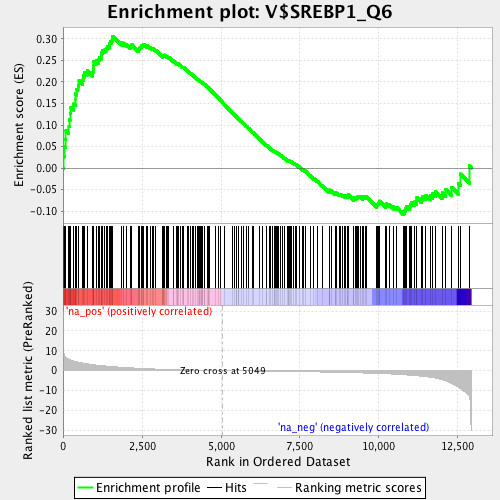 Enrichment plot: V$SREBP1_Q6
Enrichment score (ES)
0.30
0.25
0.20
0.15
0.10
0.05
0.00
-0.05
-0.10
'na_pos' (positively correlated)
Ranked list metric (PreRanked)
30
20
10
0
-10
-20
-30
Zero cross at 5049
'na_neg' (negatively correlated)
0
2,500
5,000
7,500
10,000
12,500
Rank in Ordered Dataset
Enrichment profile
Hits
Ranking metric scores